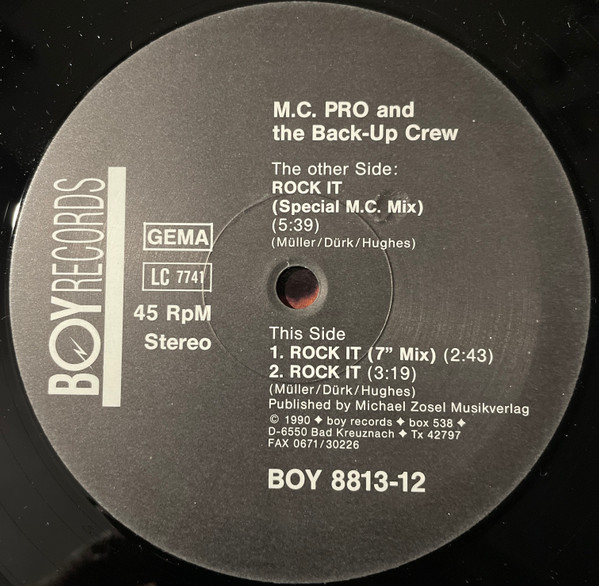 M.C. PRO and
the Back-Up Crew
The other Side:
ROCK IT
(Special M.C. Mix)
(5:39)
(Müller/Dürk/Hughes)
BOY RECORDS
GEMA
LC 7741
45 RpM
Stereo
This Side
1. ROCK IT (7” Mix) (2:43)
2. ROCK IT (3:19)
(Müller/Dürk/Hughes)
Published by Michael Zosel Musikverlag
© 1990 ✦ boy records ✦ box 538 ✦
D-6550 Bad Kreuznach ✦ Tx 42797
FAX 0671/30226
BOY 8813-12